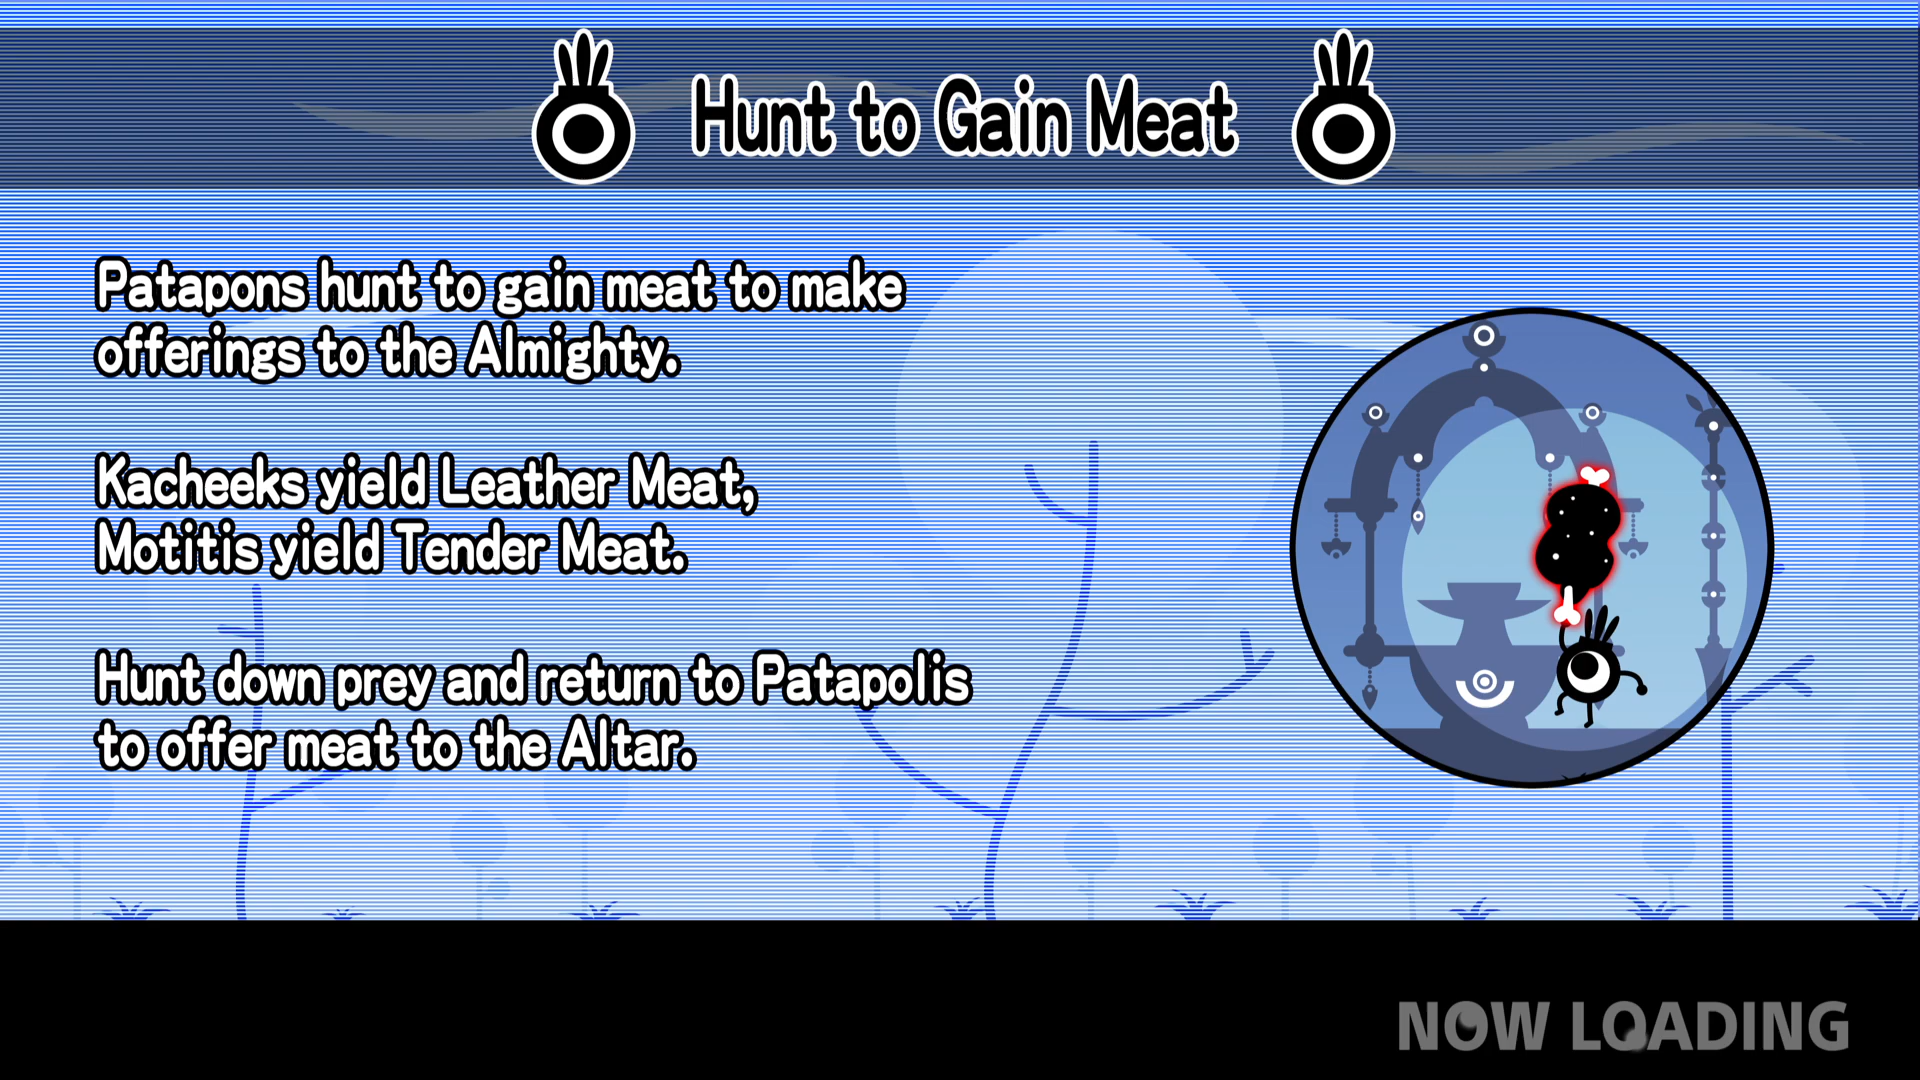 Hunt to Gain Meat
Patapons hunt to gain meat to make
offerings to the Almighty.
Kacheeks yield Leather Meat,
Motitis yield Tender Meat.
Hunt down prey and return to Patapolis
to offer meat to the Altar.
NOW LOADING